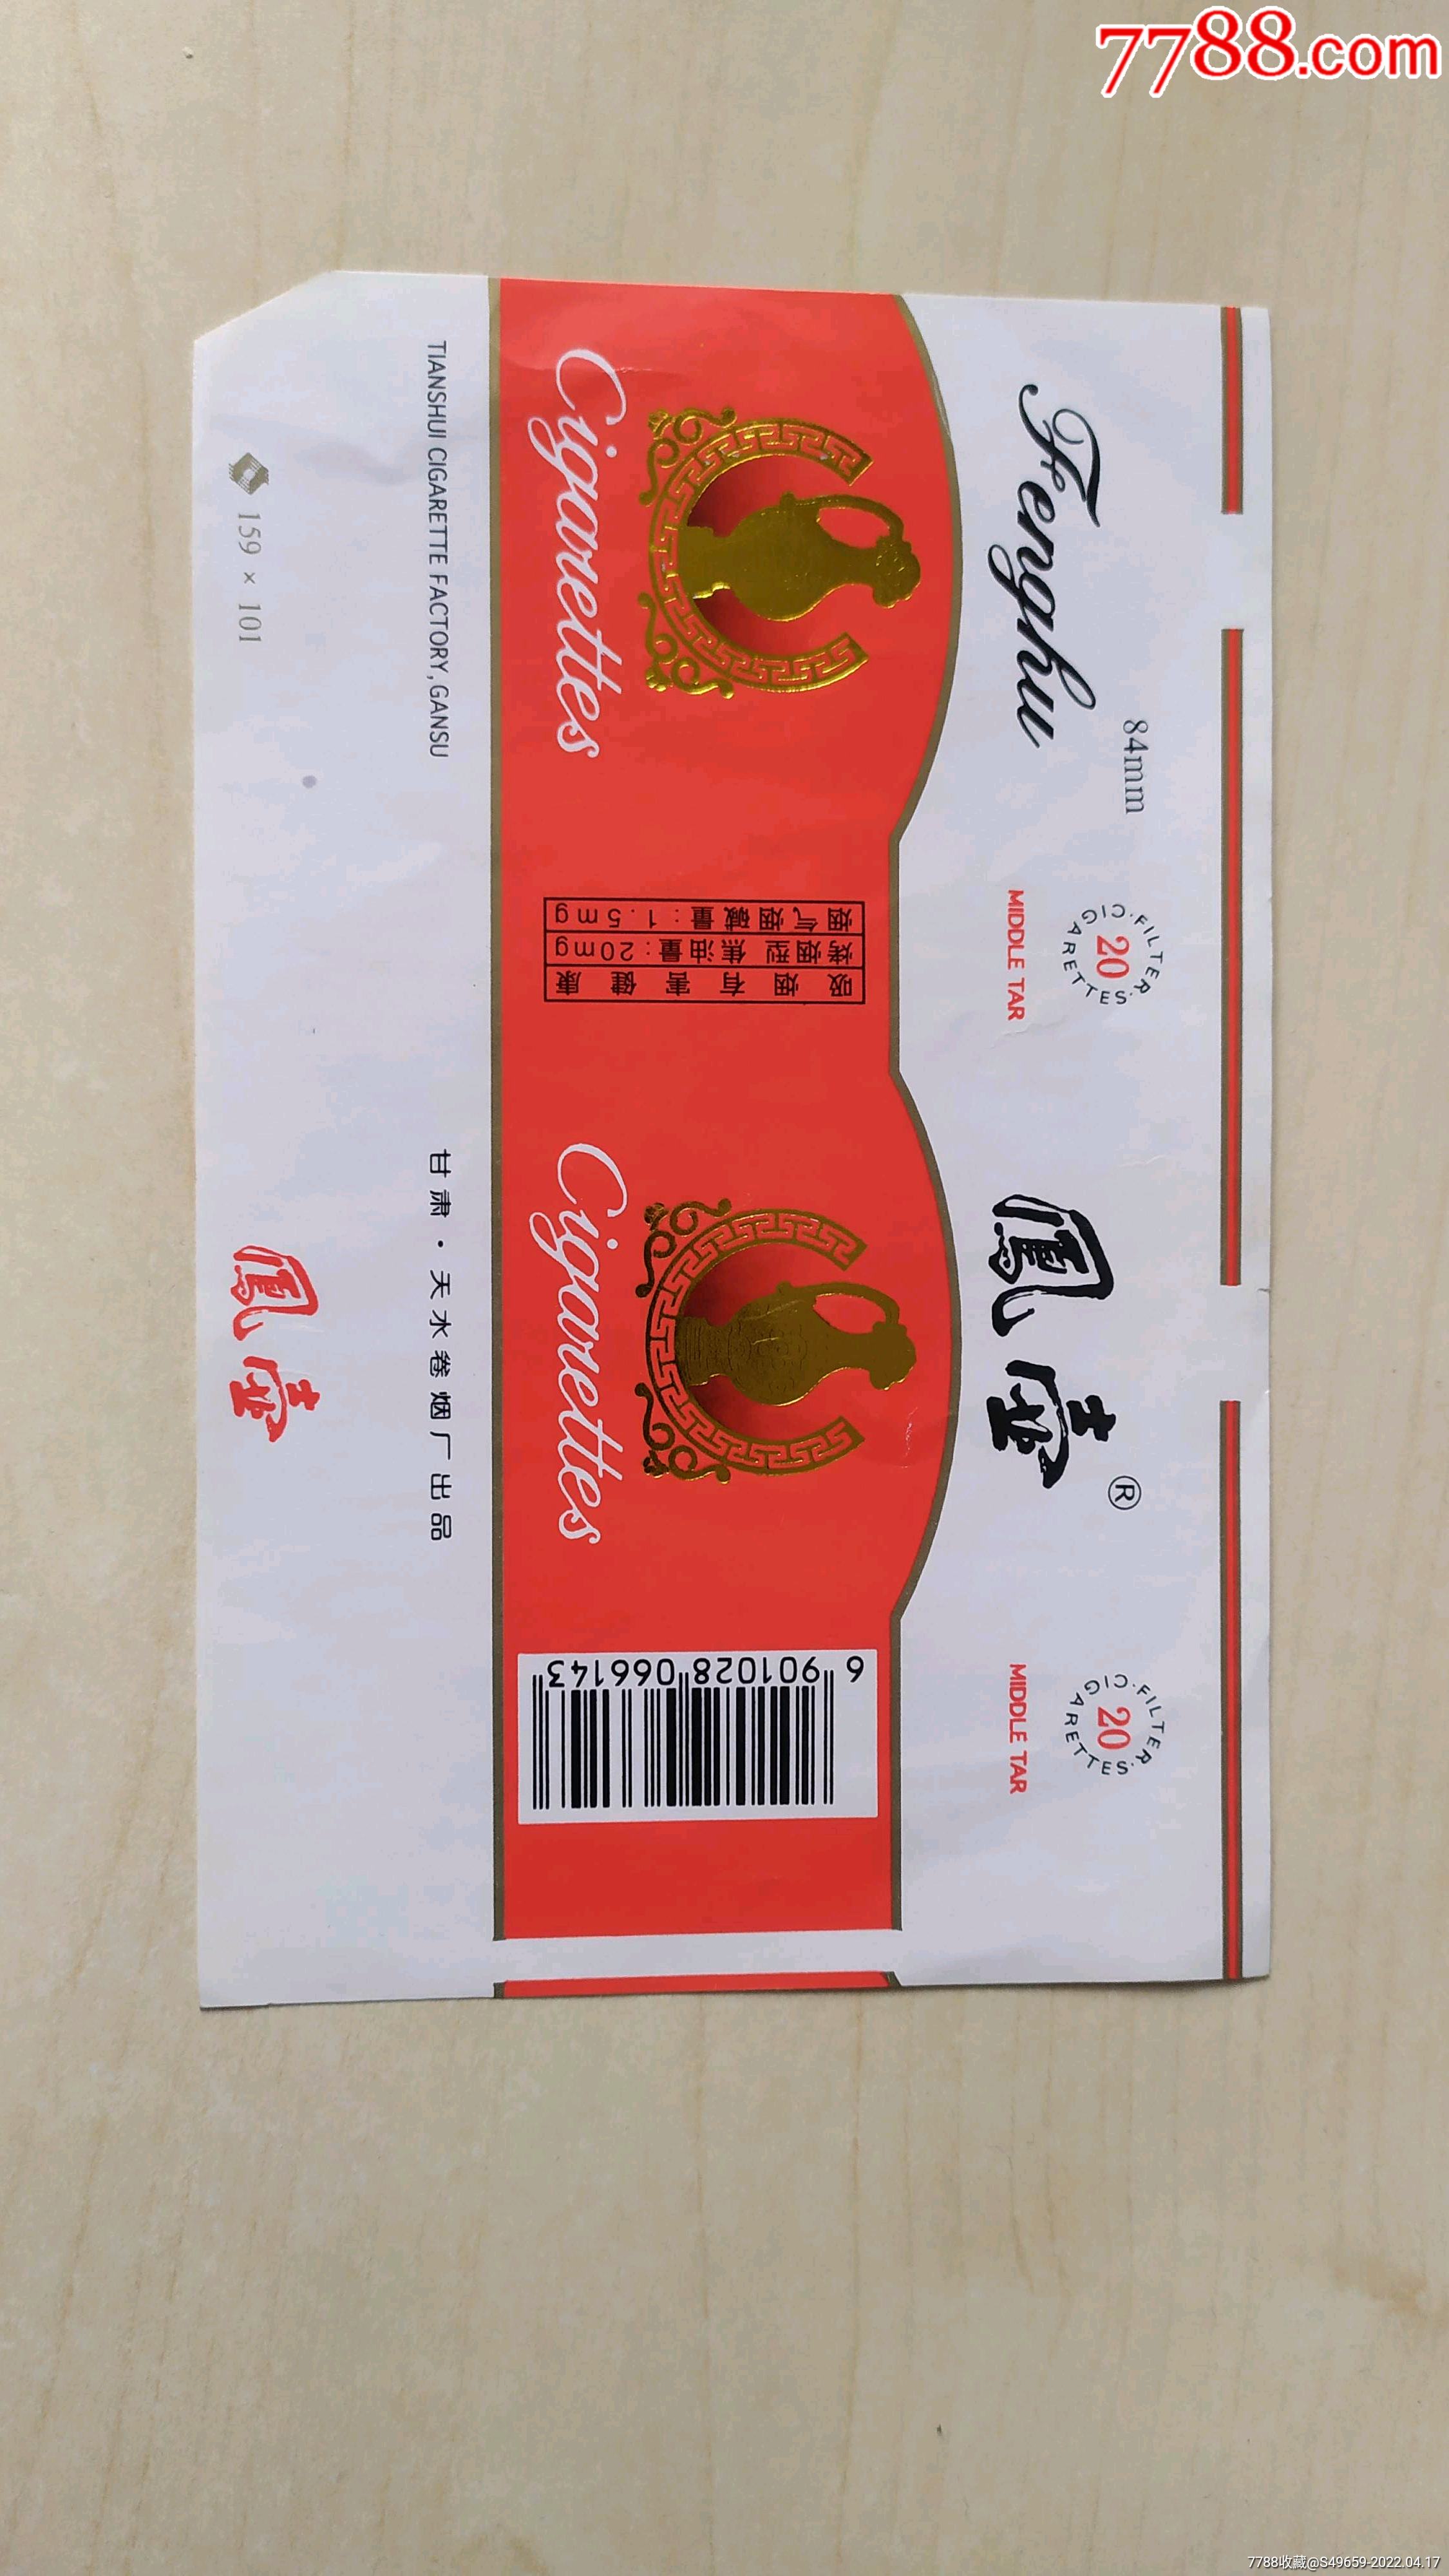 7788.com
Fenghu
84mm
MIDDLE TAR
FILTER·CIGARETTES·
20
鳳壺®
MIDDLE TAR
FILTER·CIGARETTES·
20
Cigarettes
吸烟有害健康
烤烟型 焦油量:20mg
烟气烟碱量:1.5mg
Cigarettes
6 901028 066143
TIANSHUI CIGARETTE FACTORY, GANSU
甘肃·天水卷烟厂出品
159 × 101
鳳壺
7788收藏@S49659-2022.04.17